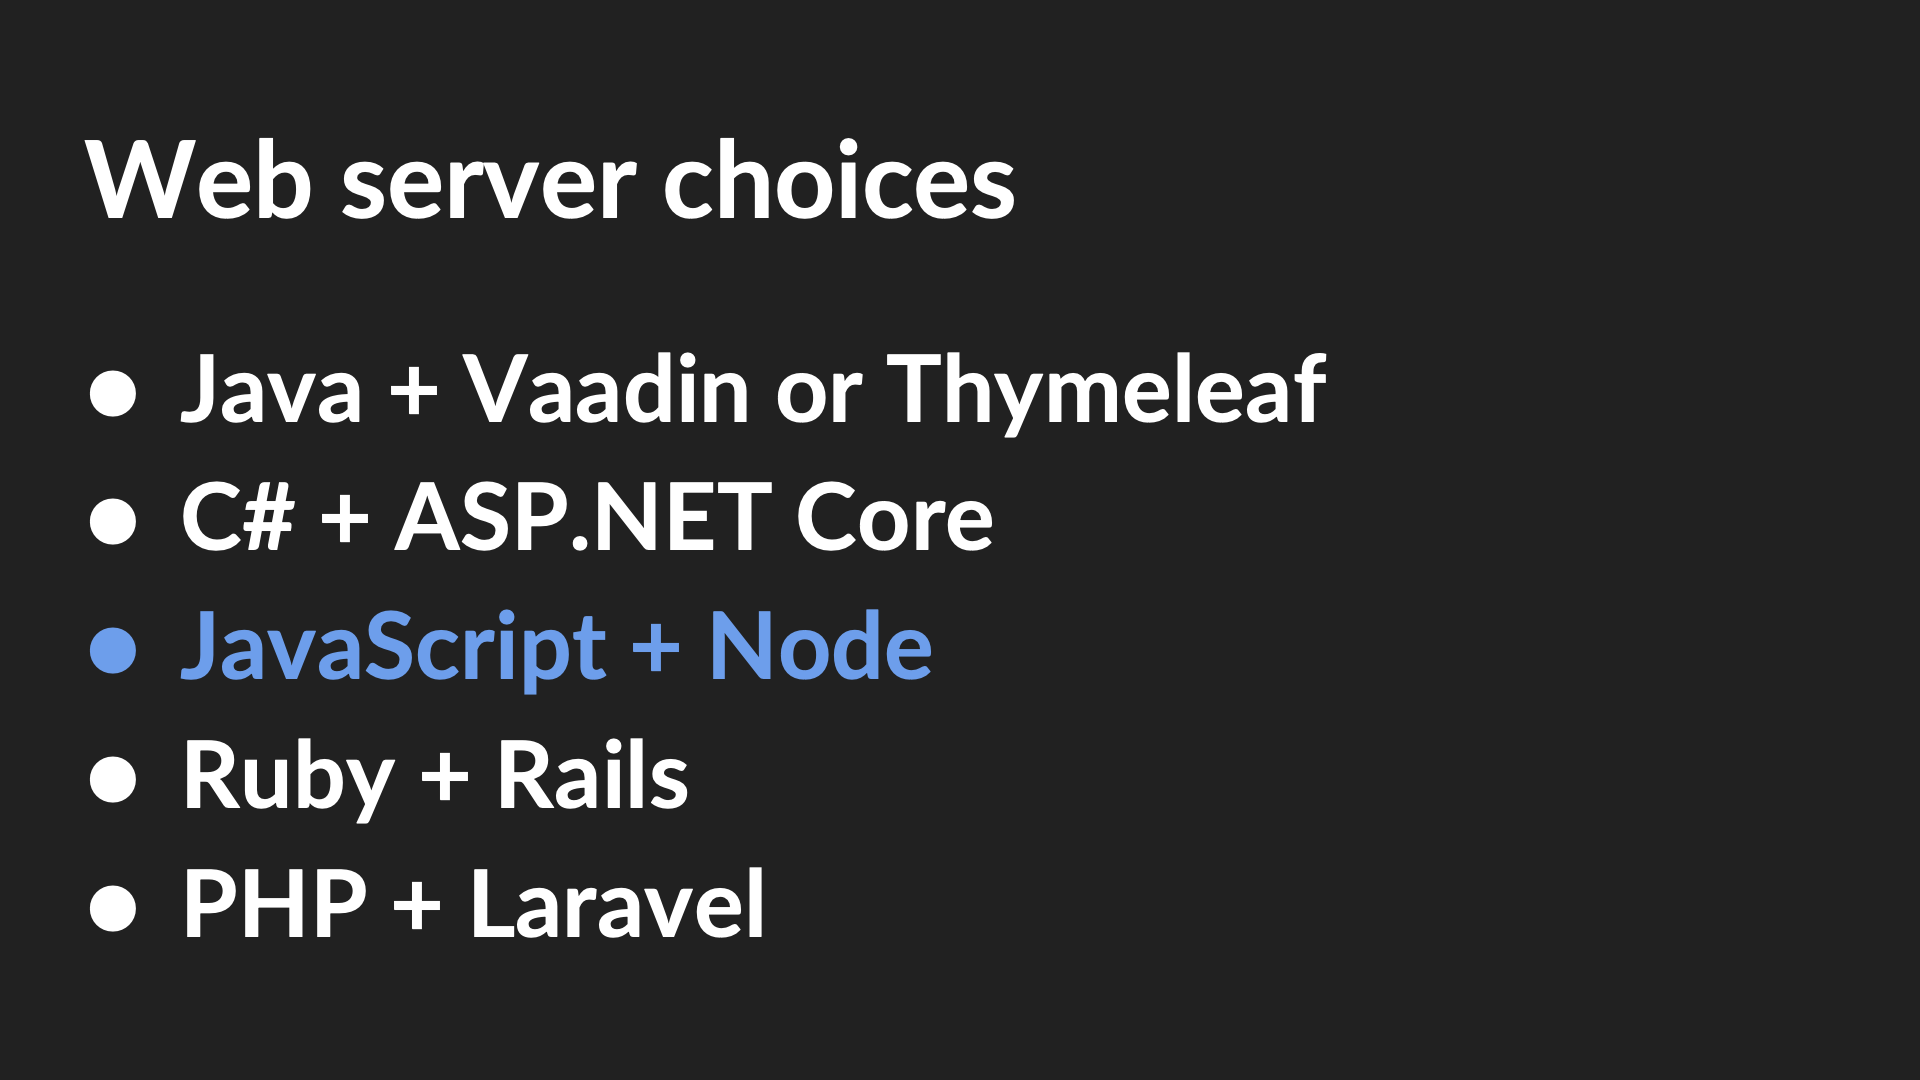 Web server choices
● Java + Vaadin or Thymeleaf
● C# + ASP.NET Core
● JavaScript + Node
● Ruby + Rails
● PHP + Laravel